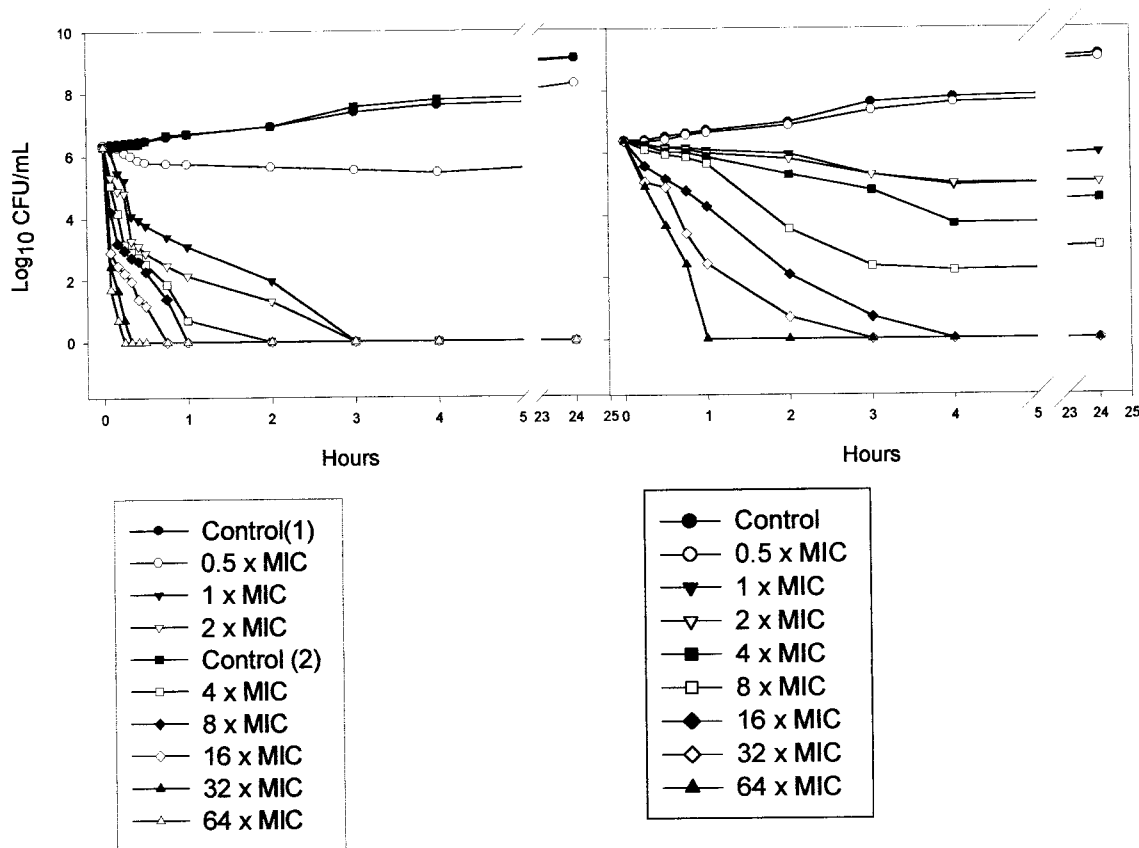 Log10 CFU/mL
10
8
6
4
2
0
0 1 2 3 4 5 23 24 25
0 1 2 3 4 5 23 24 25
Hours
Hours
Control(1)
0.5 x MIC
1 x MIC
2 x MIC
Control (2)
4 x MIC
8 x MIC
16 x MIC
32 x MIC
64 x MIC
Control
0.5 x MIC
1 x MIC
2 x MIC
4 x MIC
8 x MIC
16 x MIC
32 x MIC
64 x MIC